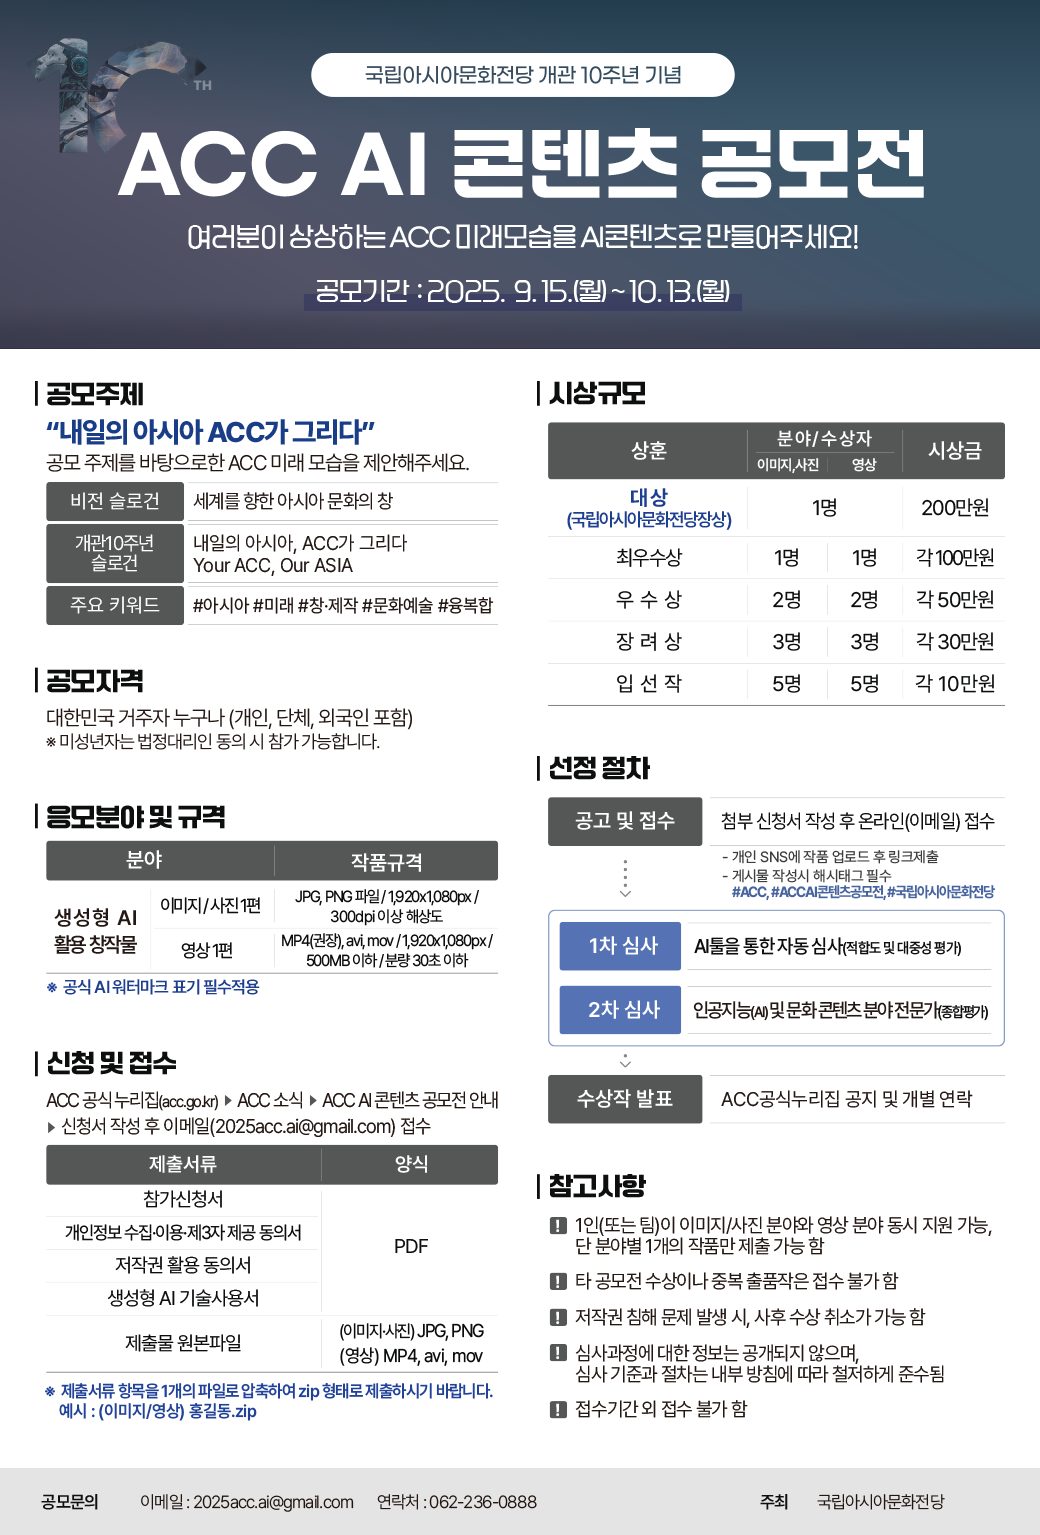 10 TH
국립아시아문화전당 개관 10주년 기념
ACC AI 콘텐츠 공모전
여러분이 상상하는 ACC 미래모습을 AI콘텐츠로 만들어주세요!
공모기간 : 2025. 9. 15.(월) ~ 10. 13.(월)
공모주제
“내일의 아시아 ACC가 그리다”
공모 주제를 바탕으로한 ACC 미래 모습을 제안해주세요.
비전 슬로건 세계를 향한 아시아 문화의 창
개관10주년 슬로건
내일의 아시아, ACC가 그리다
Your ACC, Our ASIA
주요 키워드 #아시아 #미래 #창·제작 #문화예술 #융복합
공모자격
대한민국 거주자 누구나 (개인, 단체, 외국인 포함)
※ 미성년자는 법정대리인 동의 시 참가 가능합니다.
응모분야 및 규격
분야 작품규격
생성형 AI
활용 창작물
이미지 / 사진 1편
JPG, PNG 파일 / 1,920x1,080px /
300dpi 이상 해상도
영상 1편
MP4(권장), avi, mov / 1,920x1,080px /
500MB 이하 / 분량 30초 이하
※ 공식 AI 워터마크 표기 필수적용
신청 및 접수
ACC 공식 누리집(acc.go.kr) ▶ ACC 소식 ▶ ACC AI 콘텐츠 공모전 안내
▶ 신청서 작성 후 이메일(2025acc.ai@gmail.com) 접수
제출서류 양식
참가신청서
개인정보 수집·이용·제3자 제공 동의서
저작권 활용 동의서
생성형 AI 기술사용서
PDF
제출물 원본파일
(이미지·사진) JPG, PNG
(영상) MP4, avi, mov
※ 제출서류 항목을 1개의 파일로 압축하여 zip 형태로 제출하시기 바랍니다.
예시 : (이미지/영상) 홍길동.zip
시상규모
상훈 분야/수상자 시상금
이미지,사진 영상
대상
(국립아시아문화전당장상)
1명 200만원
최우수상 1명 1명 각 100만원
우 수 상 2명 2명 각 50만원
장 려 상 3명 3명 각 30만원
입 선 작 5명 5명 각 10만원
선정 절차
공고 및 접수 첨부 신청서 작성 후 온라인(이메일) 접수
- 개인 SNS에 작품 업로드 후 링크제출
- 게시물 작성시 해시태그 필수
#ACC, #ACCAI콘텐츠공모전, #국립아시아문화전당
1차 심사 AI툴을 통한 자동 심사(적합도 및 대중성 평가)
2차 심사 인공지능(AI) 및 문화 콘텐츠 분야 전문가(종합평가)
수상작 발표 ACC공식누리집 공지 및 개별 연락
참고사항
! 1인(또는 팀)이 이미지/사진 분야와 영상 분야 동시 지원 가능,
단 분야별 1개의 작품만 제출 가능 함
! 타 공모전 수상이나 중복 출품작은 접수 불가 함
! 저작권 침해 문제 발생 시, 사후 수상 취소가 가능 함
! 심사과정에 대한 정보는 공개되지 않으며,
심사 기준과 절차는 내부 방침에 따라 철저하게 준수됨
! 접수기간 외 접수 불가 함
공모문의 이메일 : 2025acc.ai@gmail.com 연락처 : 062-236-0888 주최 국립아시아문화전당